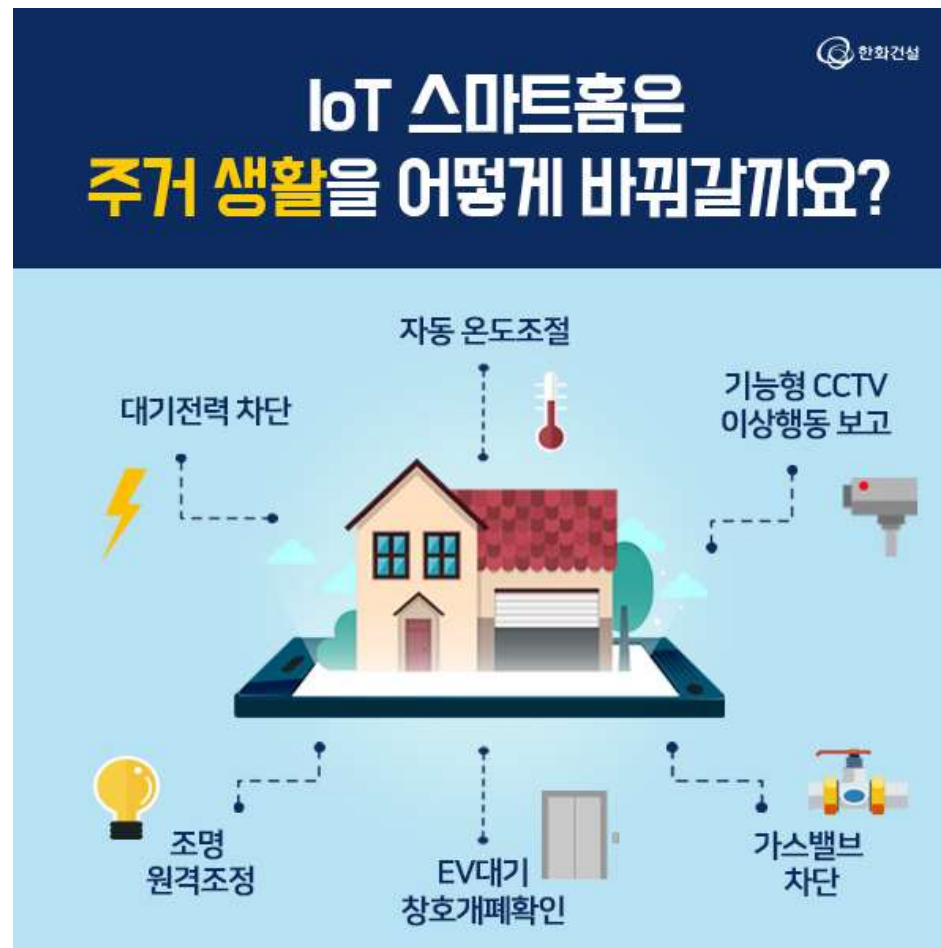 한화건설
IoT 스마트홈은
주거 생활을 어떻게 바꿔갈까요?
자동 온도조절
대기전력 차단
기능형 CCTV
이상행동 보고
조명
원격조정
EV대기
창호개폐확인
가스밸브
차단